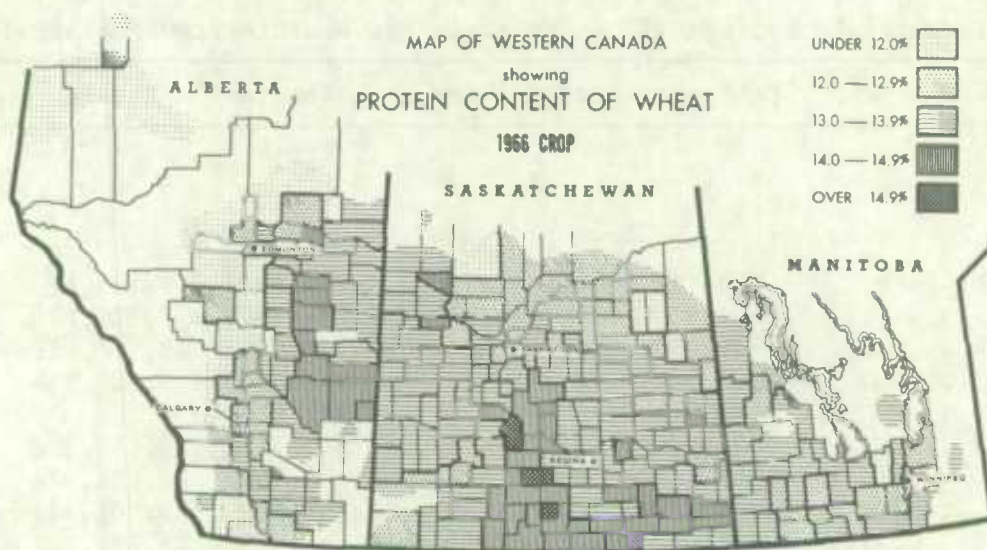 MAP OF WESTERN CANADA
showing
PROTEIN CONTENT OF WHEAT
1966 CROP
UNDER 12.0%
12.0 — 12.9%
13.0 — 13.9%
14.0 — 14.9%
OVER 14.9%
ALBERTA
SASKATCHEWAN
MANITOBA
EDMONTON
SASKATOON
CALGARY
REGINA
WINNIPEG